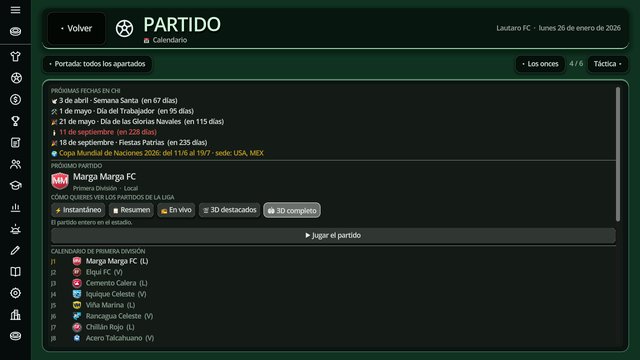 • Volver
PARTIDO
Calendario
Lautaro FC · lunes 26 de enero de 2026
• Portada: todos los apartados
• Los onces
4 / 6
Táctica •
PRÓXIMAS FECHAS EN CHI
3 de abril · Semana Santa (en 67 días)
1 de mayo · Día del Trabajador (en 95 días)
21 de mayo · Día de las Glorias Navales (en 115 días)
11 de septiembre (en 228 días)
18 de septiembre · Fiestas Patrias (en 235 días)
Copa Mundial de Naciones 2026: del 11/6 al 19/7 · sede: USA, MEX
PRÓXIMO PARTIDO
MM
Marga Marga FC
Primera División · Local
CÓMO QUIERES VER LOS PARTIDOS DE LA LIGA
Instantáneo
Resumen
En vivo
3D destacados
3D completo
El partido entero en el estadio.
Jugar el partido
CALENDARIO DE PRIMERA DIVISIÓN
J1 Marga Marga FC (L)
J2 Elqui FC (V)
J3 Cemento Calera (L)
J4 Iquique Celeste (V)
J5 Viña Marina (L)
J6 Rancagua Celeste (V)
J7 Chillán Rojo (L)
J8 Acero Talcahuano (V)